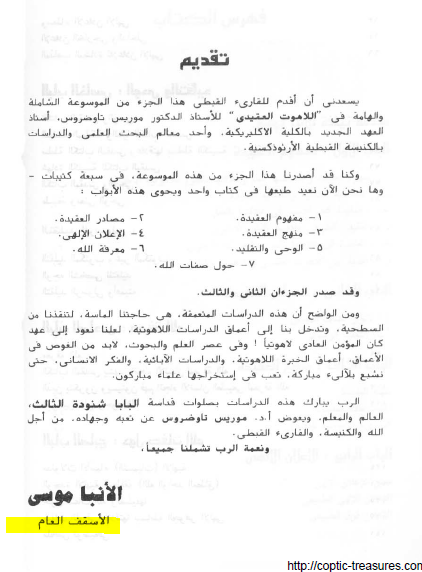 تقديم
يسعدنى أن أقدم للقارىء القبطى هذا الجزء من الموسوعة الشاملة
والهامة فى "اللاهوت العقيدى" للأستاذ الدكتور موريس تاوضروس، أستاذ
العهد الجديد بالكلية الاكليريكية، وأحد معالم البحث العلمى والدراسات
بالكنيسة القبطية الأرثوذكسية.
وكنا قد أصدرنا هذا الجزء من هذه الموسوعة، فى سبعة كتيبات -
وها نحن الآن نعيد طبعها فى كتاب واحد ويحوى هذه الأبواب :
١- مفهوم العقيدة. ٢- مصادر العقيدة.
٣- منهج العقيدة. ٤- الإعلان الإلهى.
٥- الوحى والتقليد. ٦- معرفة الله.
٧- حول صفات الله.
وقد صدر الجزءان الثانى والثالث.
ومن الواضح أن هذه الدراسات المتعمقة، هى حاجتنا الماسة، لتنقذنا من
السطحية، وتدخل بنا إلى أعماق الدراسات اللاهوتية، لعلنا نعود إلى عهد
كان المؤمن العادى لاهوتياً ! وفى عصر العلم والبحوث، لابد من الغوص فى
الأعماق، أعماق الخبرة اللاهوتية، والدراسات الآبائية، والفكر الانسانى، حتى
نشبع بلآلىء مباركة، تعب فى إستخراجها علماء مباركون.
الرب يبارك هذه الدراسات بصلوات قداسة البابا شنودة الثالث،
العالم والمعلم، ويعوض أ.د. موريس تاوضروس عن تعبه وجهاده، من أجل
الله والكنيسة، والقارىء القبطى.
ونعمة الرب تشملنا جميعاً،
الأنبا موسى
الأسقف العام
http://coptic-treasures.com